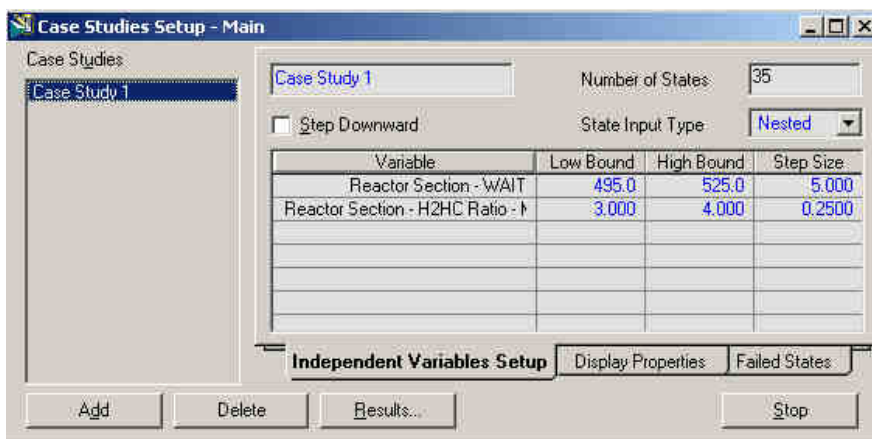 Case Studies Setup - Main
Case Studies
Case Study 1
Case Study 1
Number of States
35
Step Downward
State Input Type
Nested
Variable Low Bound High Bound Step Size
Reactor Section - WAIT 495.0 525.0 5.000
Reactor Section - H2HC Ratio - 3.000 4.000 0.2500
Independent Variables Setup Display Properties Failed States
Add Delete Results... Stop